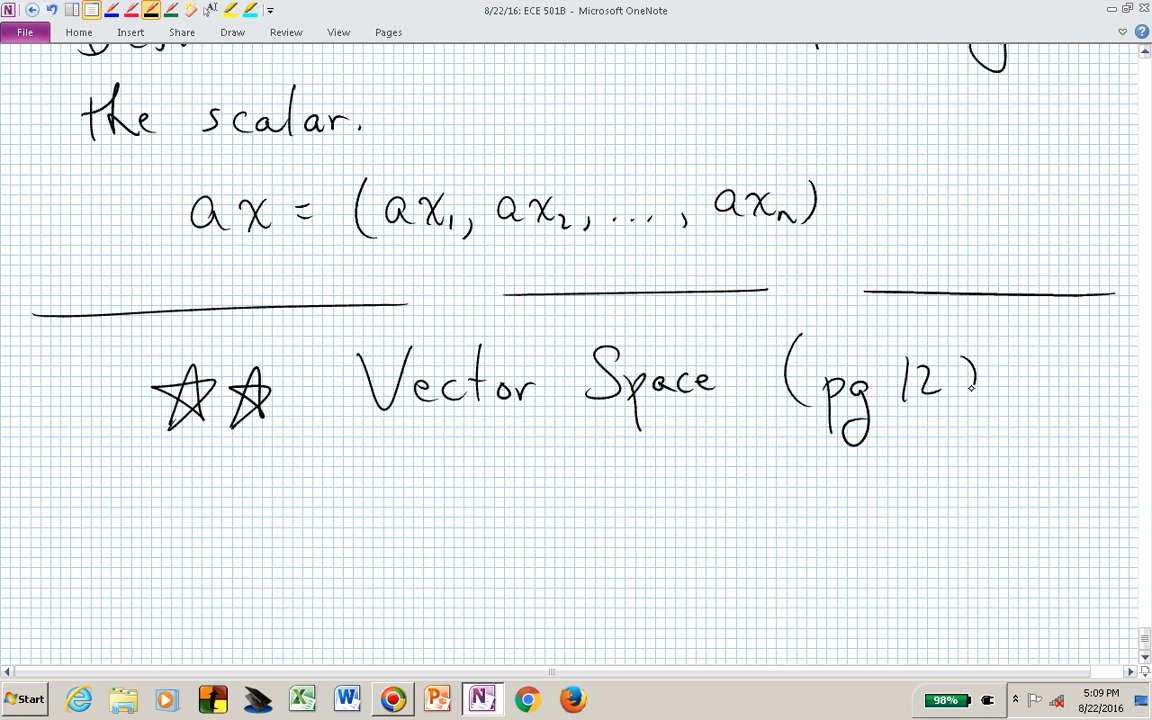 8/22/16: ECE 501B - Microsoft OneNote
File Home Insert Share Draw Review View Pages
the scalar.
ax = (ax₁, ax₂, ..., axₙ)
Vector Space (pg 12)
Start
98%
5:09 PM
8/22/2016